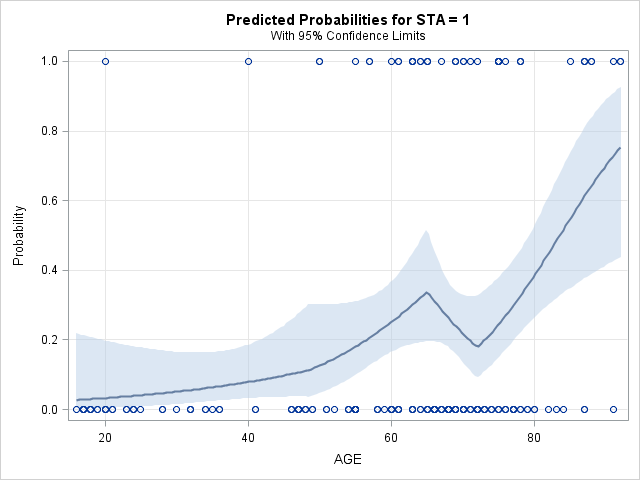 Predicted Probabilities for STA = 1
With 95% Confidence Limits
1.0
0.8
0.6
0.4
0.2
0.0
Probability
20 40 60 80
AGE